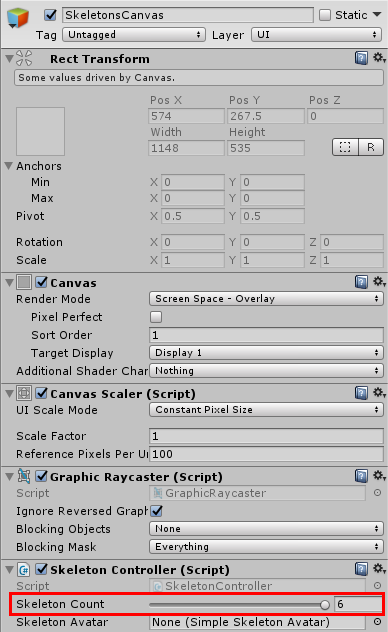 SkeletonsCanvas Static
Tag Untagged Layer UI
Rect Transform
Some values driven by Canvas.
Pos X Pos Y Pos Z
574 267.5 0
Width Height
1148 535 R
Anchors
Min X 0 Y 0
Max X 0 Y 0
Pivot X 0.5 Y 0.5
Rotation X 0 Y 0 Z 0
Scale X 1 Y 1 Z 1
Canvas
Render Mode Screen Space - Overlay
Pixel Perfect
Sort Order 1
Target Display Display 1
Additional Shader Char Nothing
Canvas Scaler (Script)
UI Scale Mode Constant Pixel Size
Scale Factor 1
Reference Pixels Per Un 100
Graphic Raycaster (Script)
Script GraphicRaycaster
Ignore Reversed Graph
Blocking Objects None
Blocking Mask Everything
Skeleton Controller (Script)
Script SkeletonController
Skeleton Count 6
Skeleton Avatar None (Simple Skeleton Avatar)